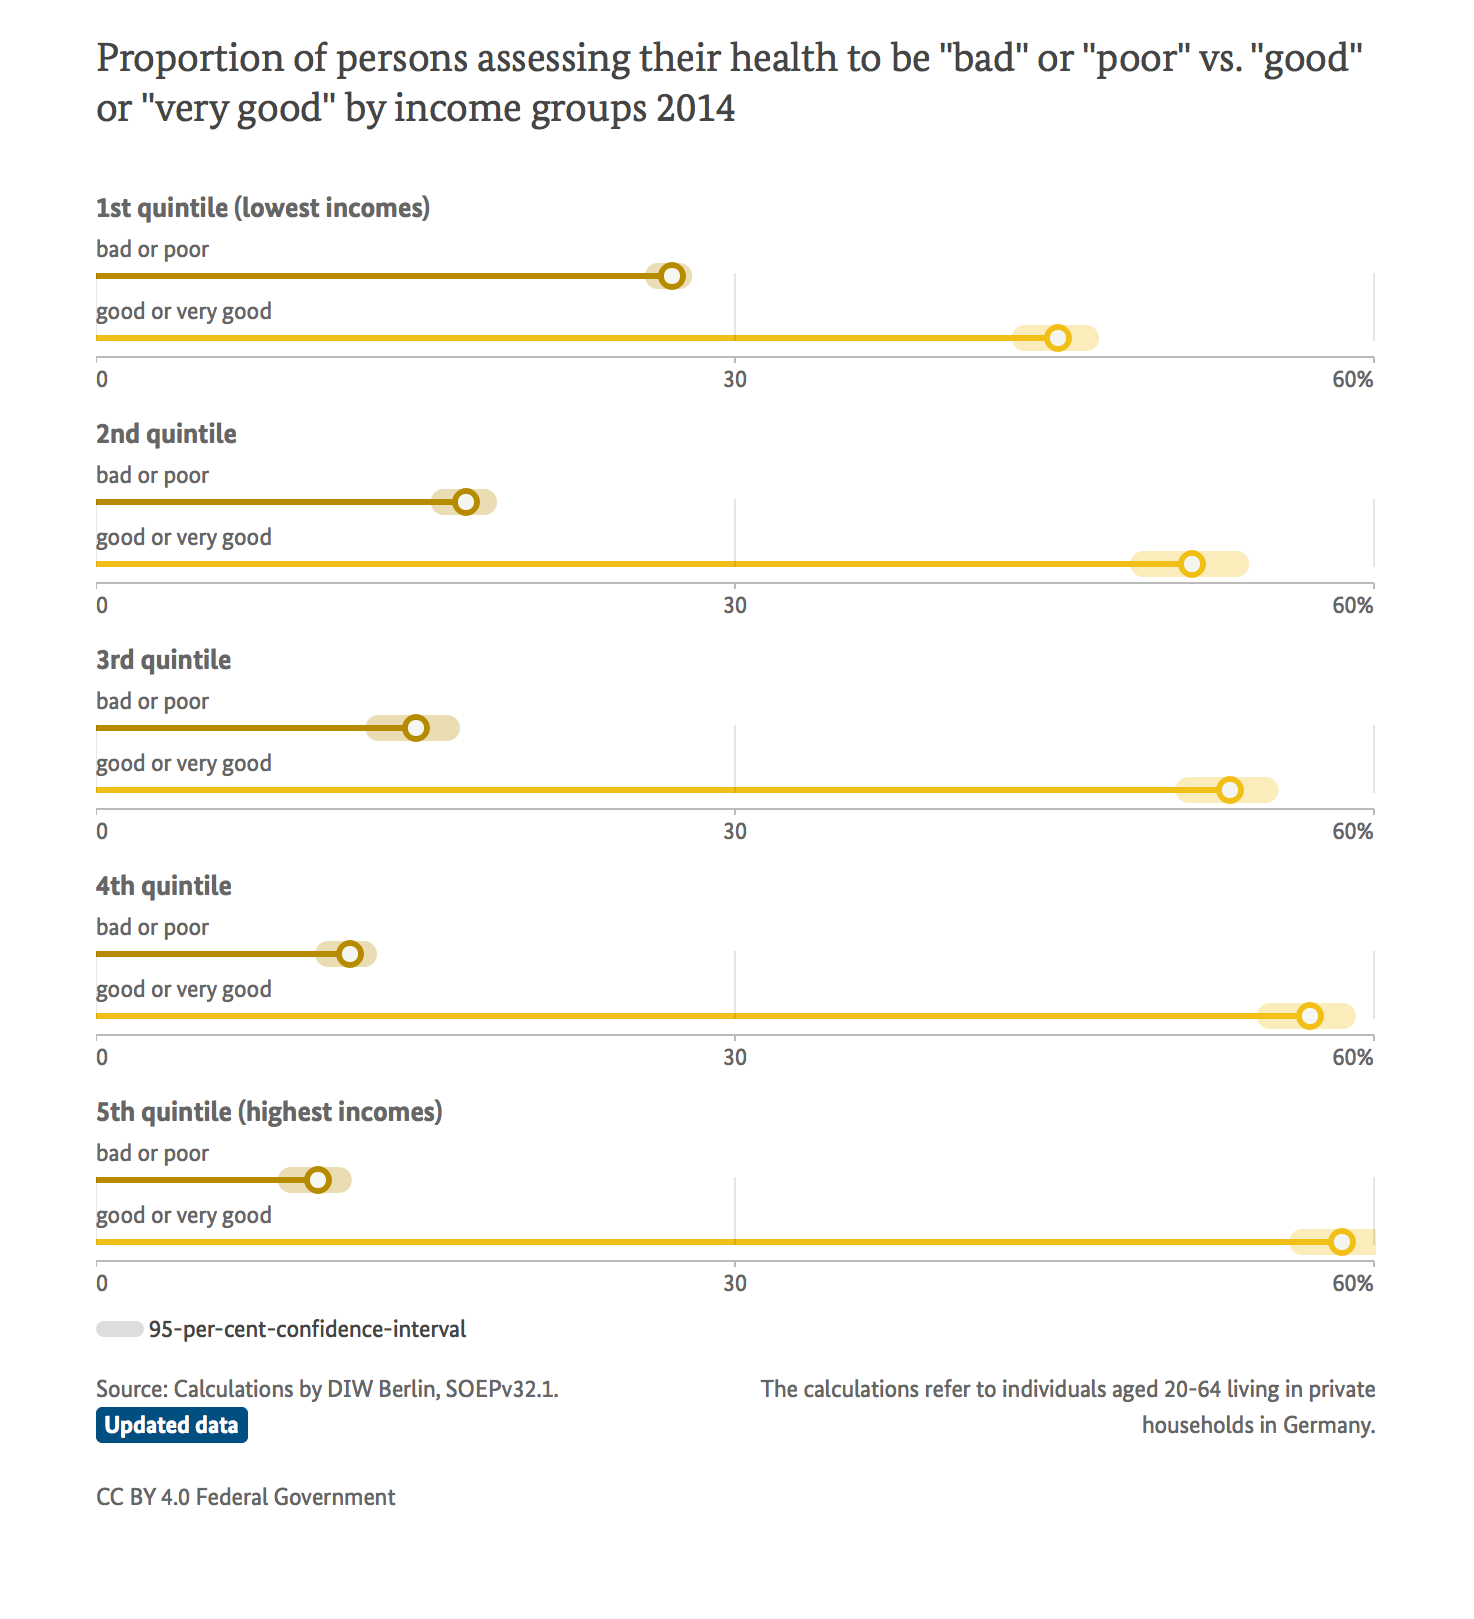 Proportion of persons assessing their health to be "bad" or "poor" vs. "good"
or "very good" by income groups 2014
1st quintile (lowest incomes)
bad or poor
good or very good
0 30 60%
2nd quintile
bad or poor
good or very good
0 30 60%
3rd quintile
bad or poor
good or very good
0 30 60%
4th quintile
bad or poor
good or very good
0 30 60%
5th quintile (highest incomes)
bad or poor
good or very good
0 30 60%
95-per-cent-confidence-interval
Source: Calculations by DIW Berlin, SOEPv32.1.
Updated data
The calculations refer to individuals aged 20-64 living in private
households in Germany.
CC BY 4.0 Federal Government